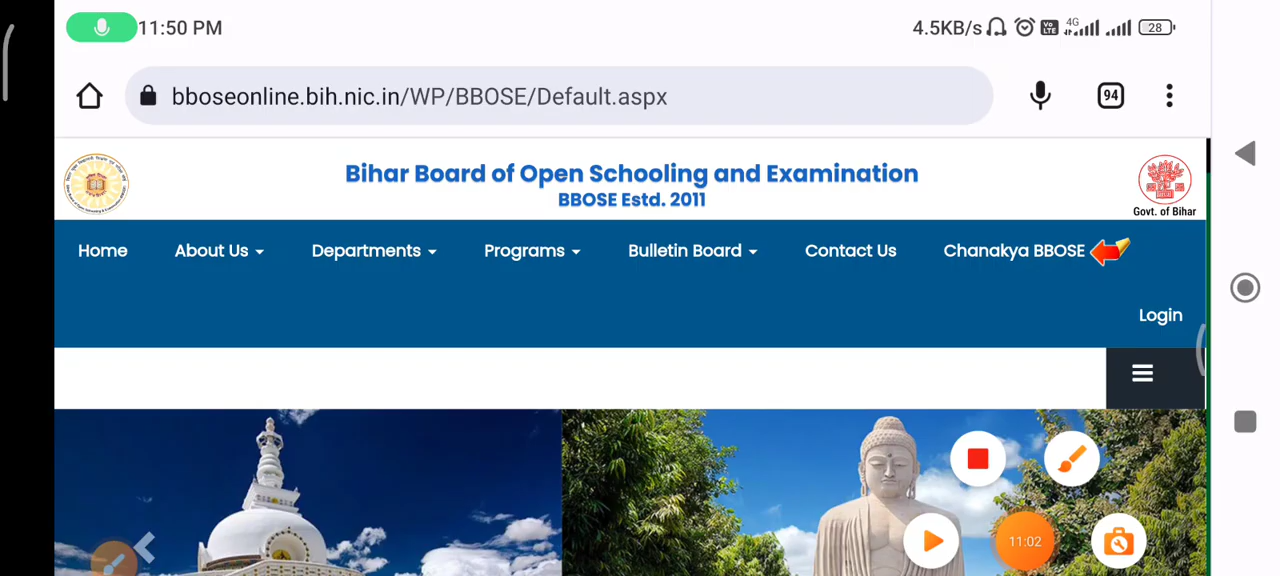 11:50 PM
4.5KB/s
4G
28
bboseonline.bih.nic.in/WP/BBOSE/Default.aspx
94
Bihar Board of Open Schooling and Examination
BBOSE Estd. 2011
Govt. of Bihar
Home About Us Departments Programs Bulletin Board Contact Us Chanakya BBOSE
Login
11:02